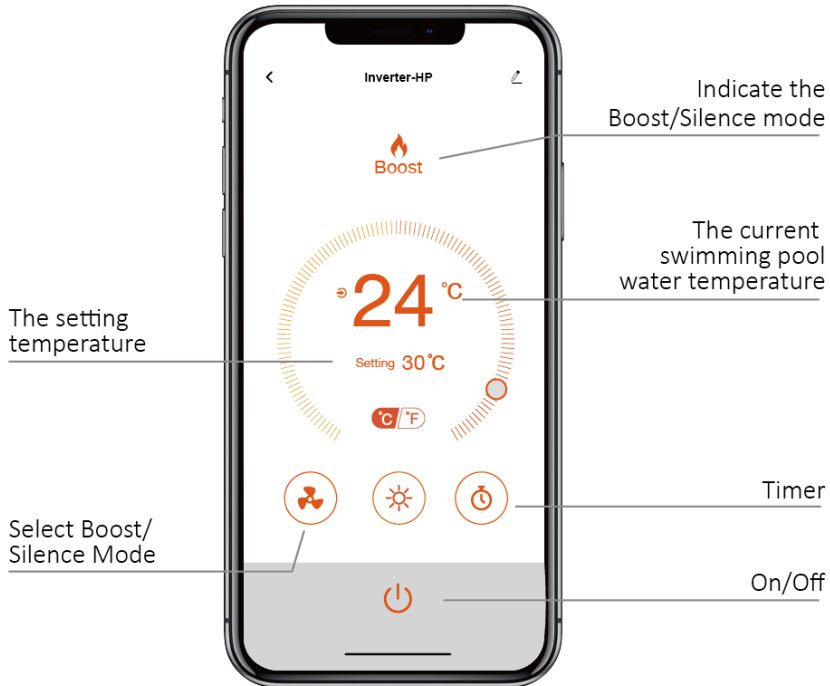 Inverter-HP
Indicate the
Boost/Silence mode
Boost
The current
swimming pool
water temperature
24 °C
The setting
temperature
Setting 30°C
°C/°F
Timer
Select Boost/
Silence Mode
On/Off